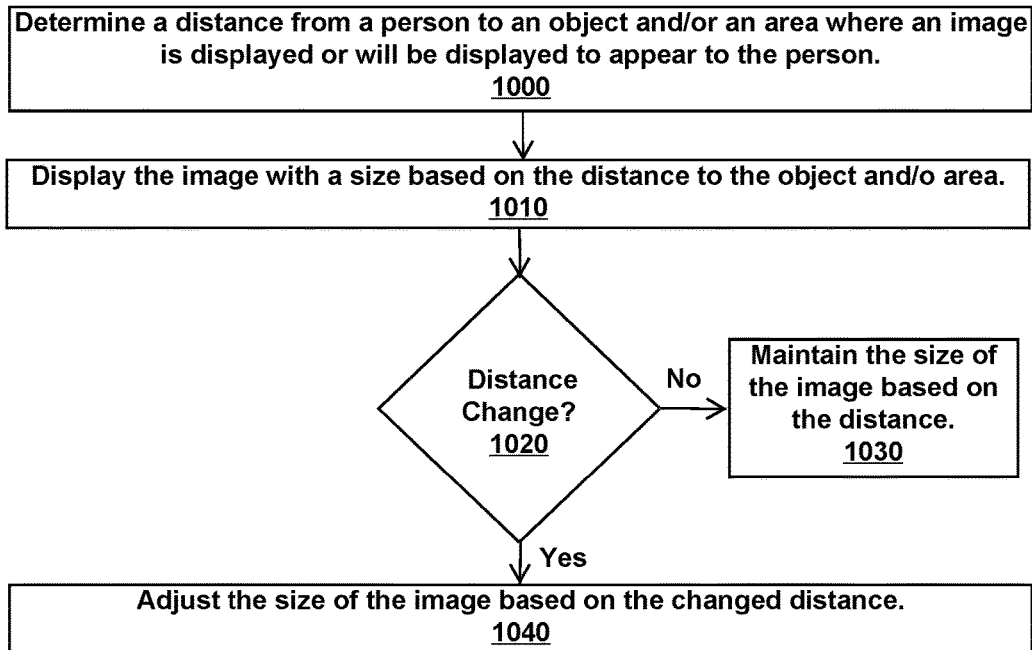 Determine a distance from a person to an object and/or an area where an image
is displayed or will be displayed to appear to the person.
1000
Display the image with a size based on the distance to the object and/o area.
1010
Distance
Change?
1020
No
Maintain the size of
the image based on
the distance.
1030
Yes
Adjust the size of the image based on the changed distance.
1040